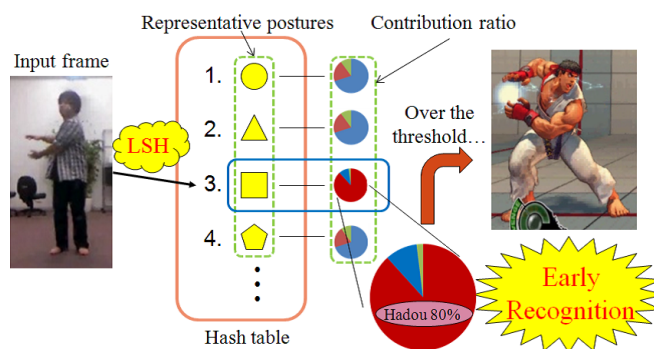 Representative postures
Contribution ratio
Input frame
1.
2.
3.
4.
LSH
Over the
threshold…
Hadou 80%
Early
Recognition
Hash table